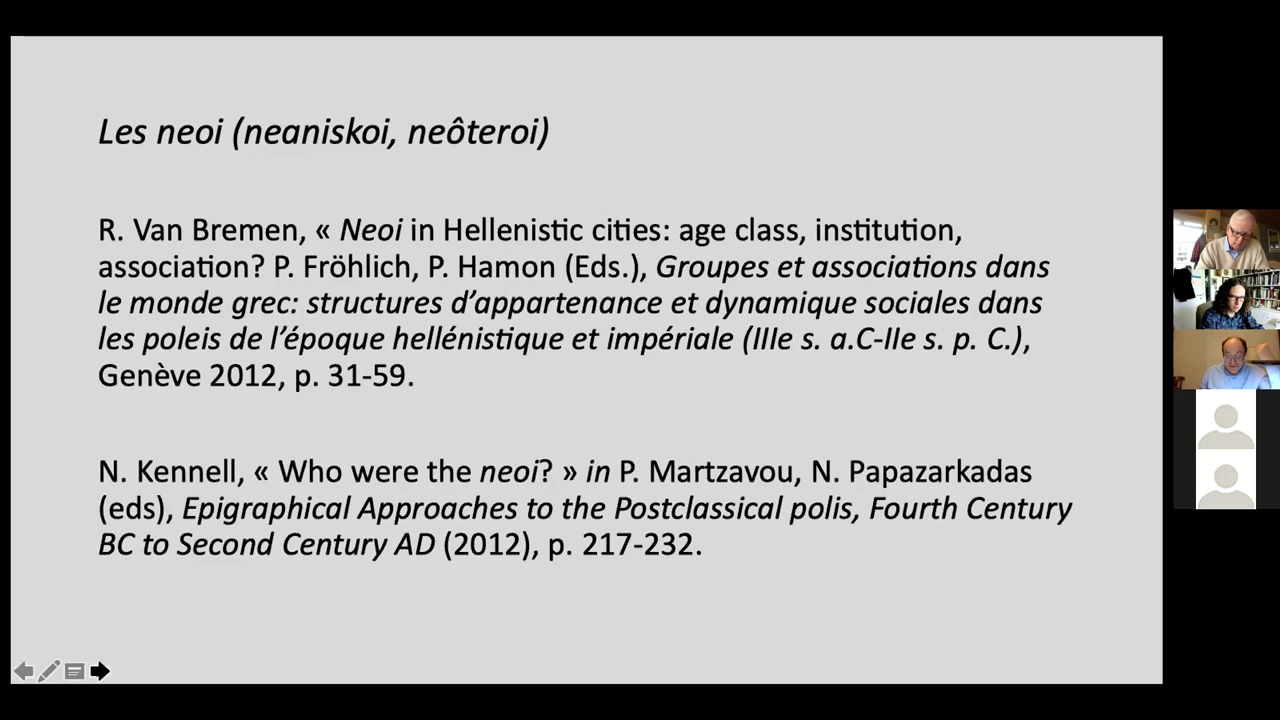 Les neoi (neaniskoi, neôteroi)
R. Van Bremen, « Neoi in Hellenistic cities: age class, institution,
association? P. Fröhlich, P. Hamon (Eds.), Groupes et associations dans
le monde grec: structures d’appartenance et dynamique sociales dans
les poleis de l’époque hellénistique et impériale (IIIe s. a.C-IIe s. p. C.),
Genève 2012, p. 31-59.
N. Kennell, « Who were the neoi? » in P. Martzavou, N. Papazarkadas
(eds), Epigraphical Approaches to the Postclassical polis, Fourth Century
BC to Second Century AD (2012), p. 217-232.